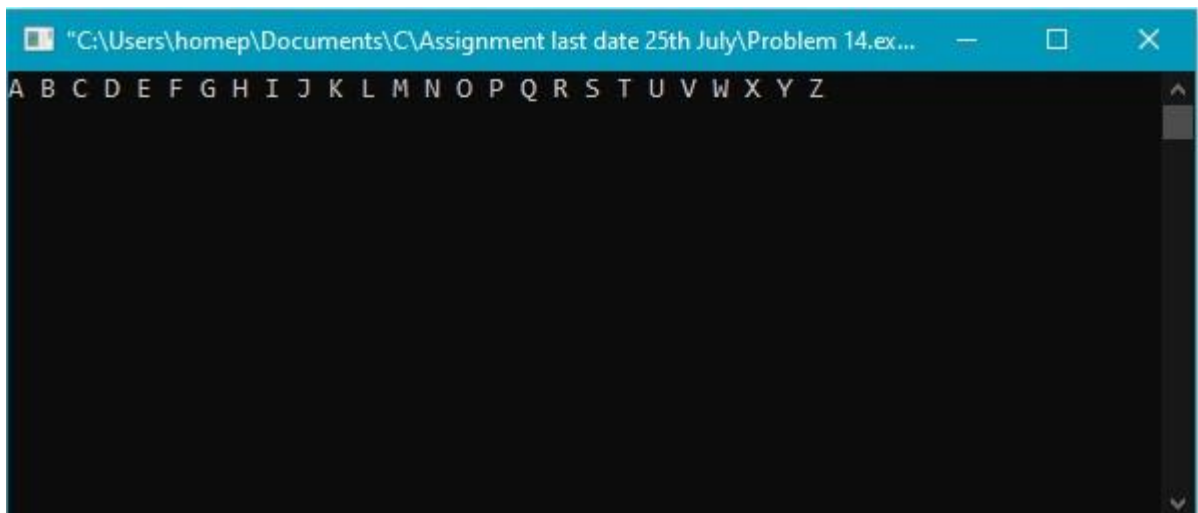 "C:\Users\homep\Documents\C\Assignment last date 25th July\Problem 14.ex...
A B C D E F G H I J K L M N O P Q R S T U V W X Y Z